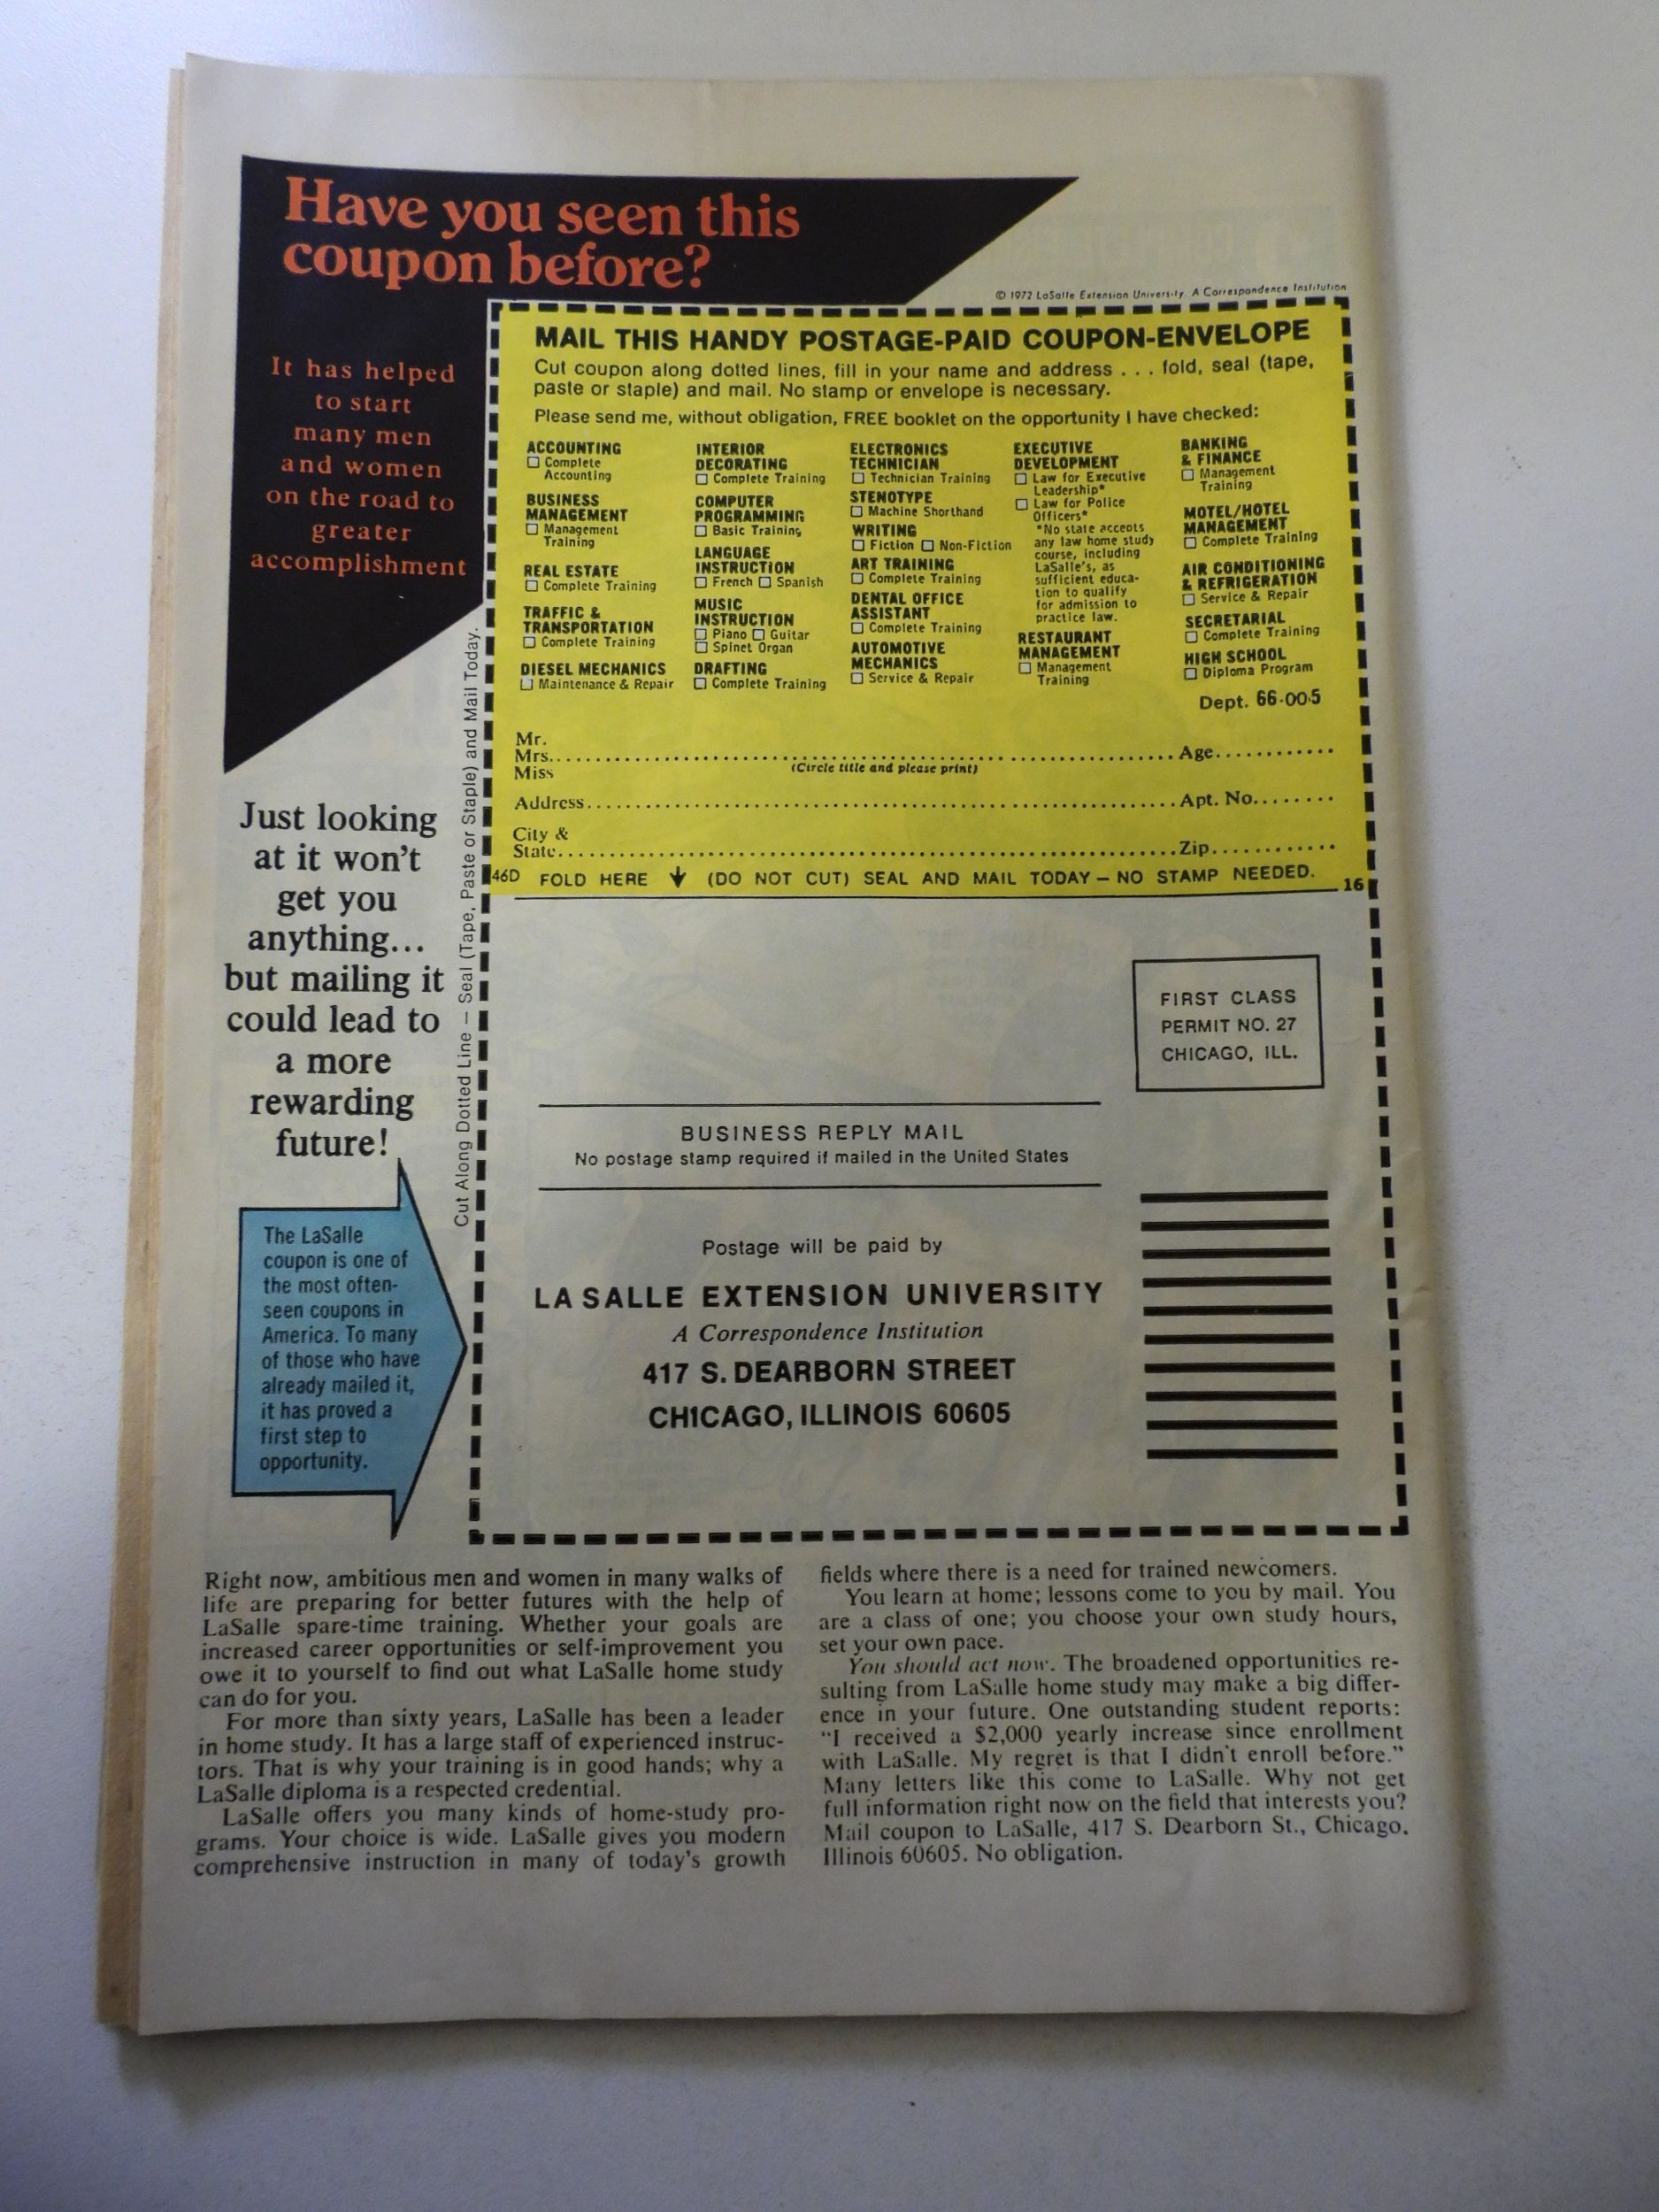 Have you seen this
coupon before?
It has helped
to start
many men
and women
on the road to
greater
accomplishment
© 1972 LaSalle Extension University. A Correspondence Institution
MAIL THIS HANDY POSTAGE-PAID COUPON-ENVELOPE
Cut coupon along dotted lines, fill in your name and address . . . fold, seal (tape,
paste or staple) and mail. No stamp or envelope is necessary.
Please send me, without obligation, FREE booklet on the opportunity I have checked:
ACCOUNTING
☐ Complete
Accounting
BUSINESS
MANAGEMENT
☐ Management
Training
REAL ESTATE
☐ Complete Training
TRAFFIC &
TRANSPORTATION
☐ Complete Training
DIESEL MECHANICS
☐ Maintenance & Repair
INTERIOR
DECORATING
☐ Complete Training
COMPUTER
PROGRAMMING
☐ Basic Training
LANGUAGE
INSTRUCTION
☐ French ☐ Spanish
MUSIC
INSTRUCTION
☐ Piano ☐ Guitar
☐ Spinet Organ
DRAFTING
☐ Complete Training
ELECTRONICS
TECHNICIAN
☐ Technician Training
STENOTYPE
☐ Machine Shorthand
WRITING
☐ Fiction ☐ Non-Fiction
ART TRAINING
☐ Complete Training
DENTAL OFFICE
ASSISTANT
☐ Complete Training
AUTOMOTIVE
MECHANICS
☐ Service & Repair
EXECUTIVE
DEVELOPMENT
☐ Law for Executive
Leadership*
☐ Law for Police
Officers*
*No state accepts
any law home study
course, including
LaSalle's, as
sufficient educa-
tion to qualify
for admission to
practice law.
RESTAURANT
MANAGEMENT
☐ Management
Training
BANKING
& FINANCE
☐ Management
Training
MOTEL/HOTEL
MANAGEMENT
☐ Complete Training
AIR CONDITIONING
& REFRIGERATION
☐ Service & Repair
SECRETARIAL
☐ Complete Training
HIGH SCHOOL
☐ Diploma Program
Dept. 66-005
Mr.
Mrs. Age
Miss (Circle title and please print)
Address Apt. No.
City &
State Zip
46D FOLD HERE ↓ (DO NOT CUT) SEAL AND MAIL TODAY – NO STAMP NEEDED.
16
Cut Along Dotted Line – Seal (Tape, Paste or Staple) and Mail Today.
Just looking
at it won't
get you
anything...
but mailing it
could lead to
a more
rewarding
future!
The LaSalle
coupon is one of
the most often-
seen coupons in
America. To many
of those who have
already mailed it,
it has proved a
first step to
opportunity.
FIRST CLASS
PERMIT NO. 27
CHICAGO, ILL.
BUSINESS REPLY MAIL
No postage stamp required if mailed in the United States
Postage will be paid by
LA SALLE EXTENSION UNIVERSITY
A Correspondence Institution
417 S. DEARBORN STREET
CHICAGO, ILLINOIS 60605
Right now, ambitious men and women in many walks of
life are preparing for better futures with the help of
LaSalle spare-time training. Whether your goals are
increased career opportunities or self-improvement you
owe it to yourself to find out what LaSalle home study
can do for you.
For more than sixty years, LaSalle has been a leader
in home study. It has a large staff of experienced instruc-
tors. That is why your training is in good hands; why a
LaSalle diploma is a respected credential.
LaSalle offers you many kinds of home-study pro-
grams. Your choice is wide. LaSalle gives you modern
comprehensive instruction in many of today's growth
fields where there is a need for trained newcomers.
You learn at home; lessons come to you by mail. You
are a class of one; you choose your own study hours,
set your own pace.
You should act now. The broadened opportunities re-
sulting from LaSalle home study may make a big differ-
ence in your future. One outstanding student reports:
"I received a $2,000 yearly increase since enrollment
with LaSalle. My regret is that I didn't enroll before."
Many letters like this come to LaSalle. Why not get
full information right now on the field that interests you?
Mail coupon to LaSalle, 417 S. Dearborn St., Chicago,
Illinois 60605. No obligation.